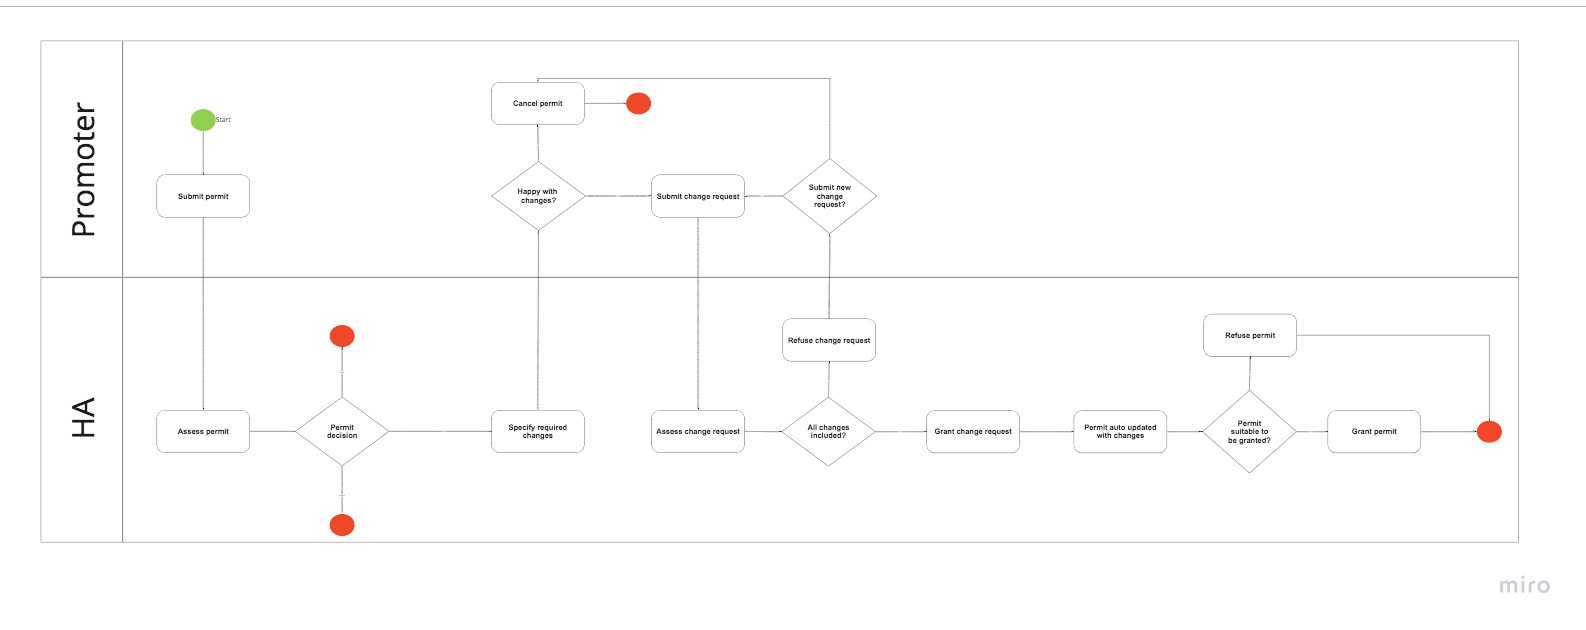 Promoter
Start
Submit permit
Cancel permit
Happy with
changes?
Submit change request
Submit new
change
request?
HA
Assess permit
Permit
decision
Specify required
changes
Refuse change request
Assess change request
All changes
included?
Grant change request
Permit auto updated
with changes
Refuse permit
Permit
suitable to
be granted?
Grant permit
miro